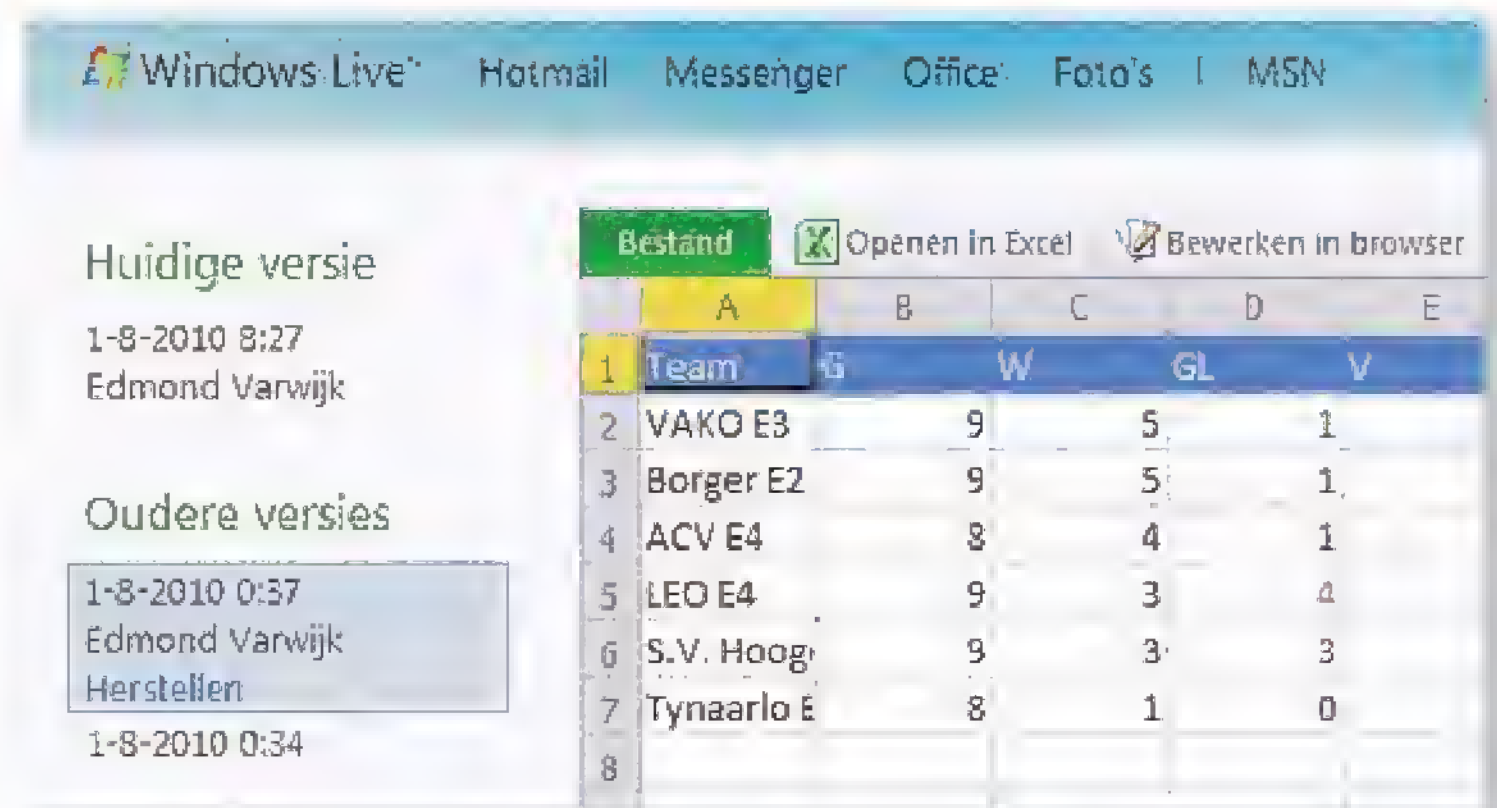 Windows Live™ Hotmail Messenger Office Foto's | MSN
Huidige versie
1-8-2010 8:27
Edmond Varwijk
Oudere versies
1-8-2010 0:37
Edmond Varwijk
Herstellen
1-8-2010 0:34
Bestand Openen in Excel Bewerken in browser
A B C D E
1 Team G W GL V
2 VAKO E3 9 5 1
3 Borger E2 9 5 1
4 ACV E4 8 4 1
5 LEO E4 9 3 4
6 S.V. Hoog 9 3 3
7 Tynaarlo E 8 1 0
8